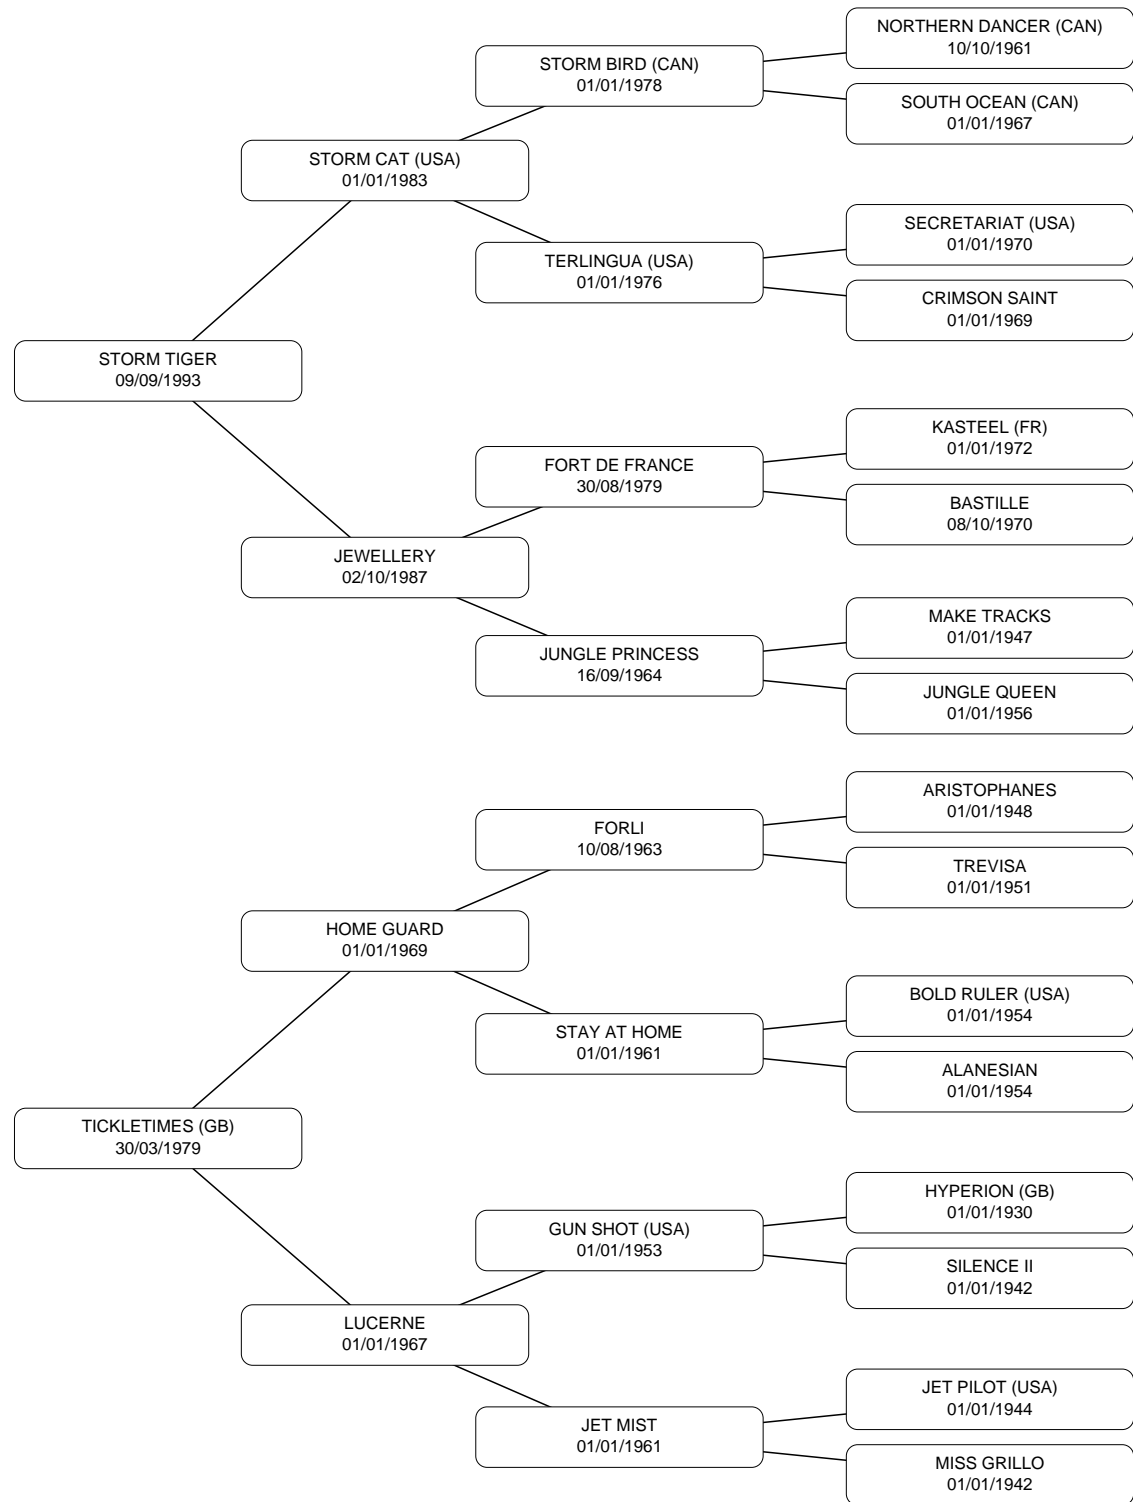 NORTHERN DANCER (CAN)
10/10/1961
STORM BIRD (CAN)
01/01/1978
SOUTH OCEAN (CAN)
01/01/1967
STORM CAT (USA)
01/01/1983
SECRETARIAT (USA)
01/01/1970
TERLINGUA (USA)
01/01/1976
CRIMSON SAINT
01/01/1969
STORM TIGER
09/09/1993
KASTEEL (FR)
01/01/1972
FORT DE FRANCE
30/08/1979
BASTILLE
08/10/1970
JEWELLERY
02/10/1987
MAKE TRACKS
01/01/1947
JUNGLE PRINCESS
16/09/1964
JUNGLE QUEEN
01/01/1956
ARISTOPHANES
01/01/1948
FORLI
10/08/1963
TREVISA
01/01/1951
HOME GUARD
01/01/1969
BOLD RULER (USA)
01/01/1954
STAY AT HOME
01/01/1961
ALANESIAN
01/01/1954
TICKLETIMES (GB)
30/03/1979
HYPERION (GB)
01/01/1930
GUN SHOT (USA)
01/01/1953
SILENCE II
01/01/1942
LUCERNE
01/01/1967
JET PILOT (USA)
01/01/1944
JET MIST
01/01/1961
MISS GRILLO
01/01/1942